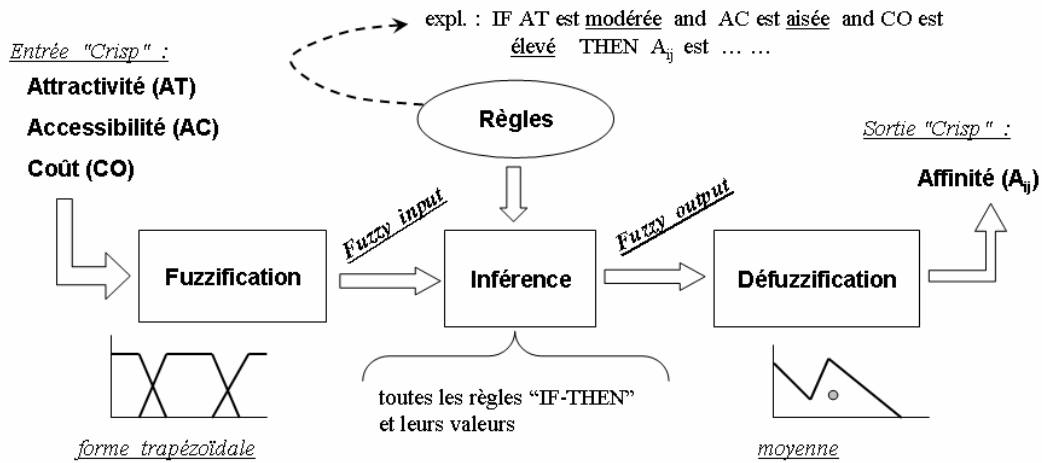 expl. : IF AT est modérée and AC est aisée and CO est
élevé THEN Aij est ... ...
Entrée "Crisp" :
Attractivité (AT)
Accessibilité (AC)
Coût (CO)
Règles
Sortie "Crisp" :
Affinité (Aij)
Fuzzy input
Fuzzy output
Fuzzification
Inférence
Défuzzification
toutes les règles “IF-THEN”
et leurs valeurs
forme trapézoïdale
moyenne